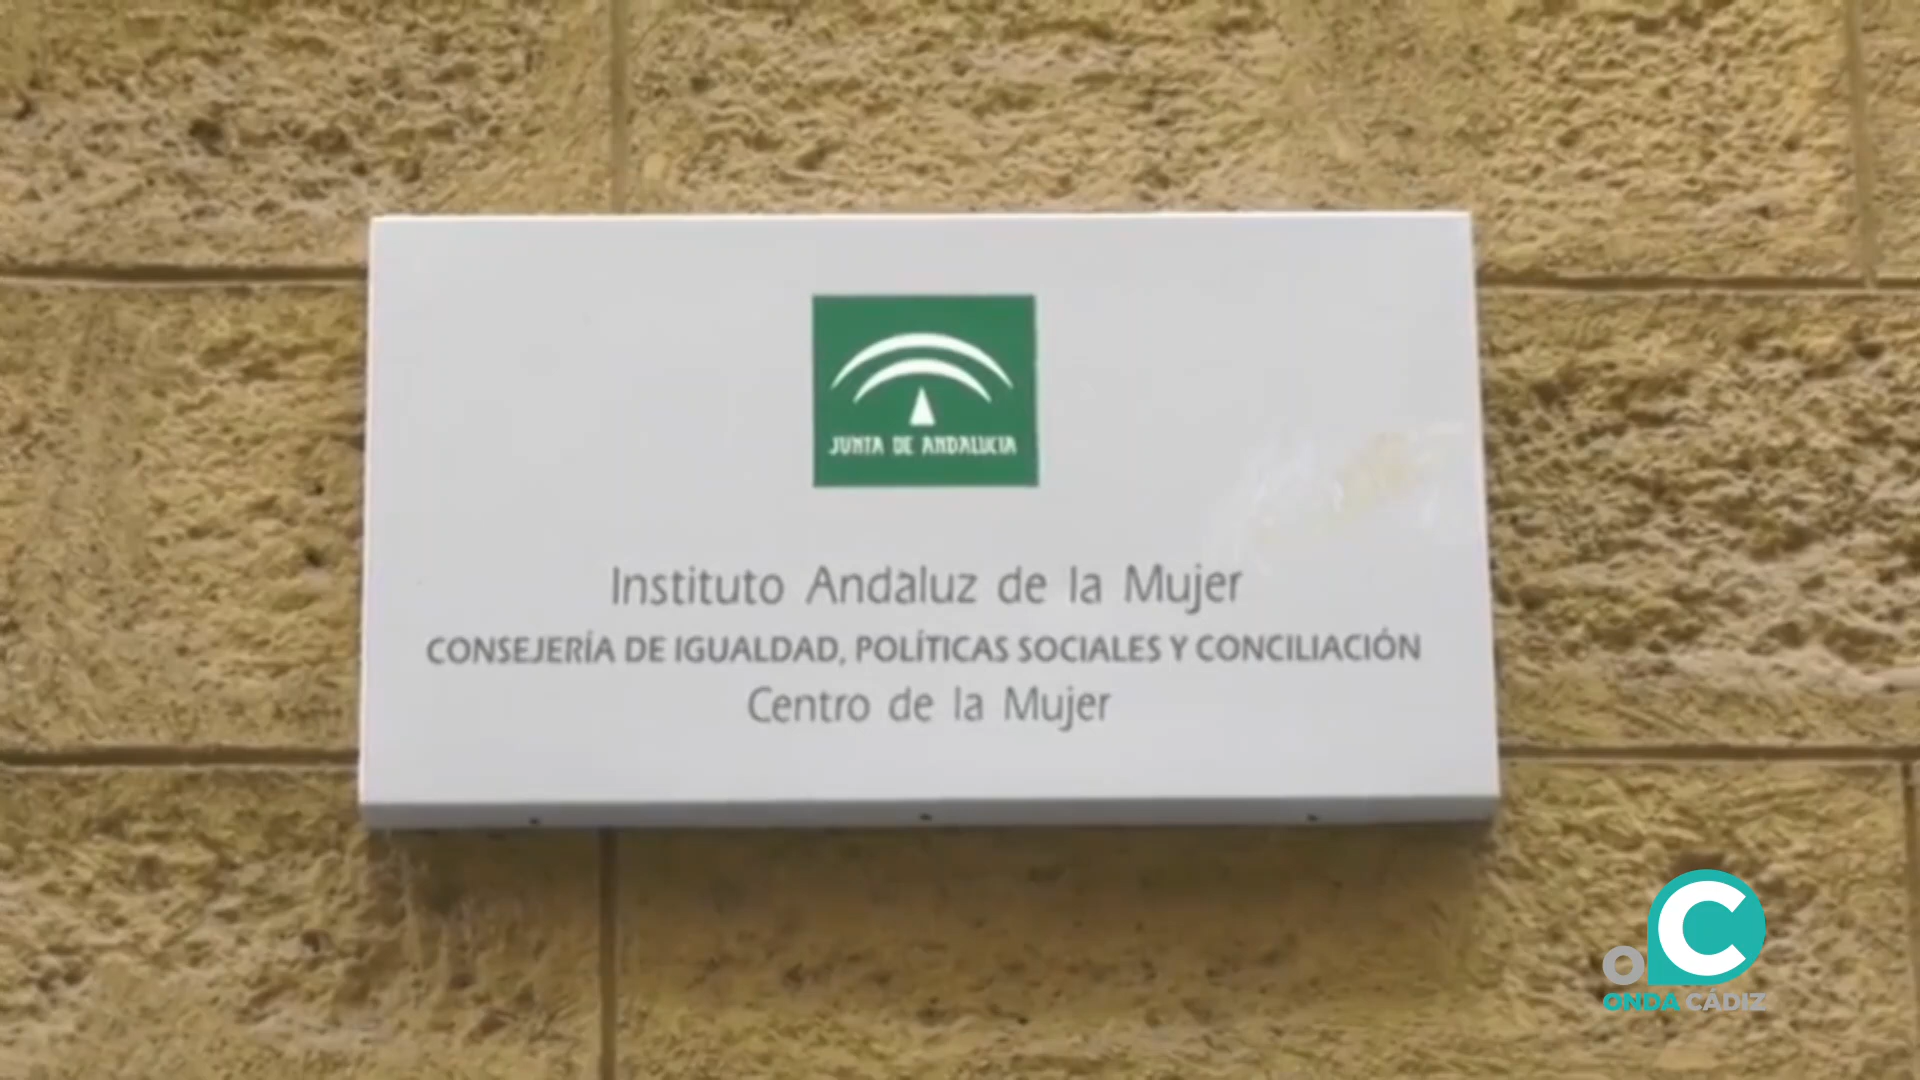 JUNTA DE ANDALUCIA
Instituto Andaluz de la Mujer
CONSEJERÍA DE IGUALDAD, POLÍTICAS SOCIALES Y CONCILIACIÓN
Centro de la Mujer
OC
ONDA CÁDIZ